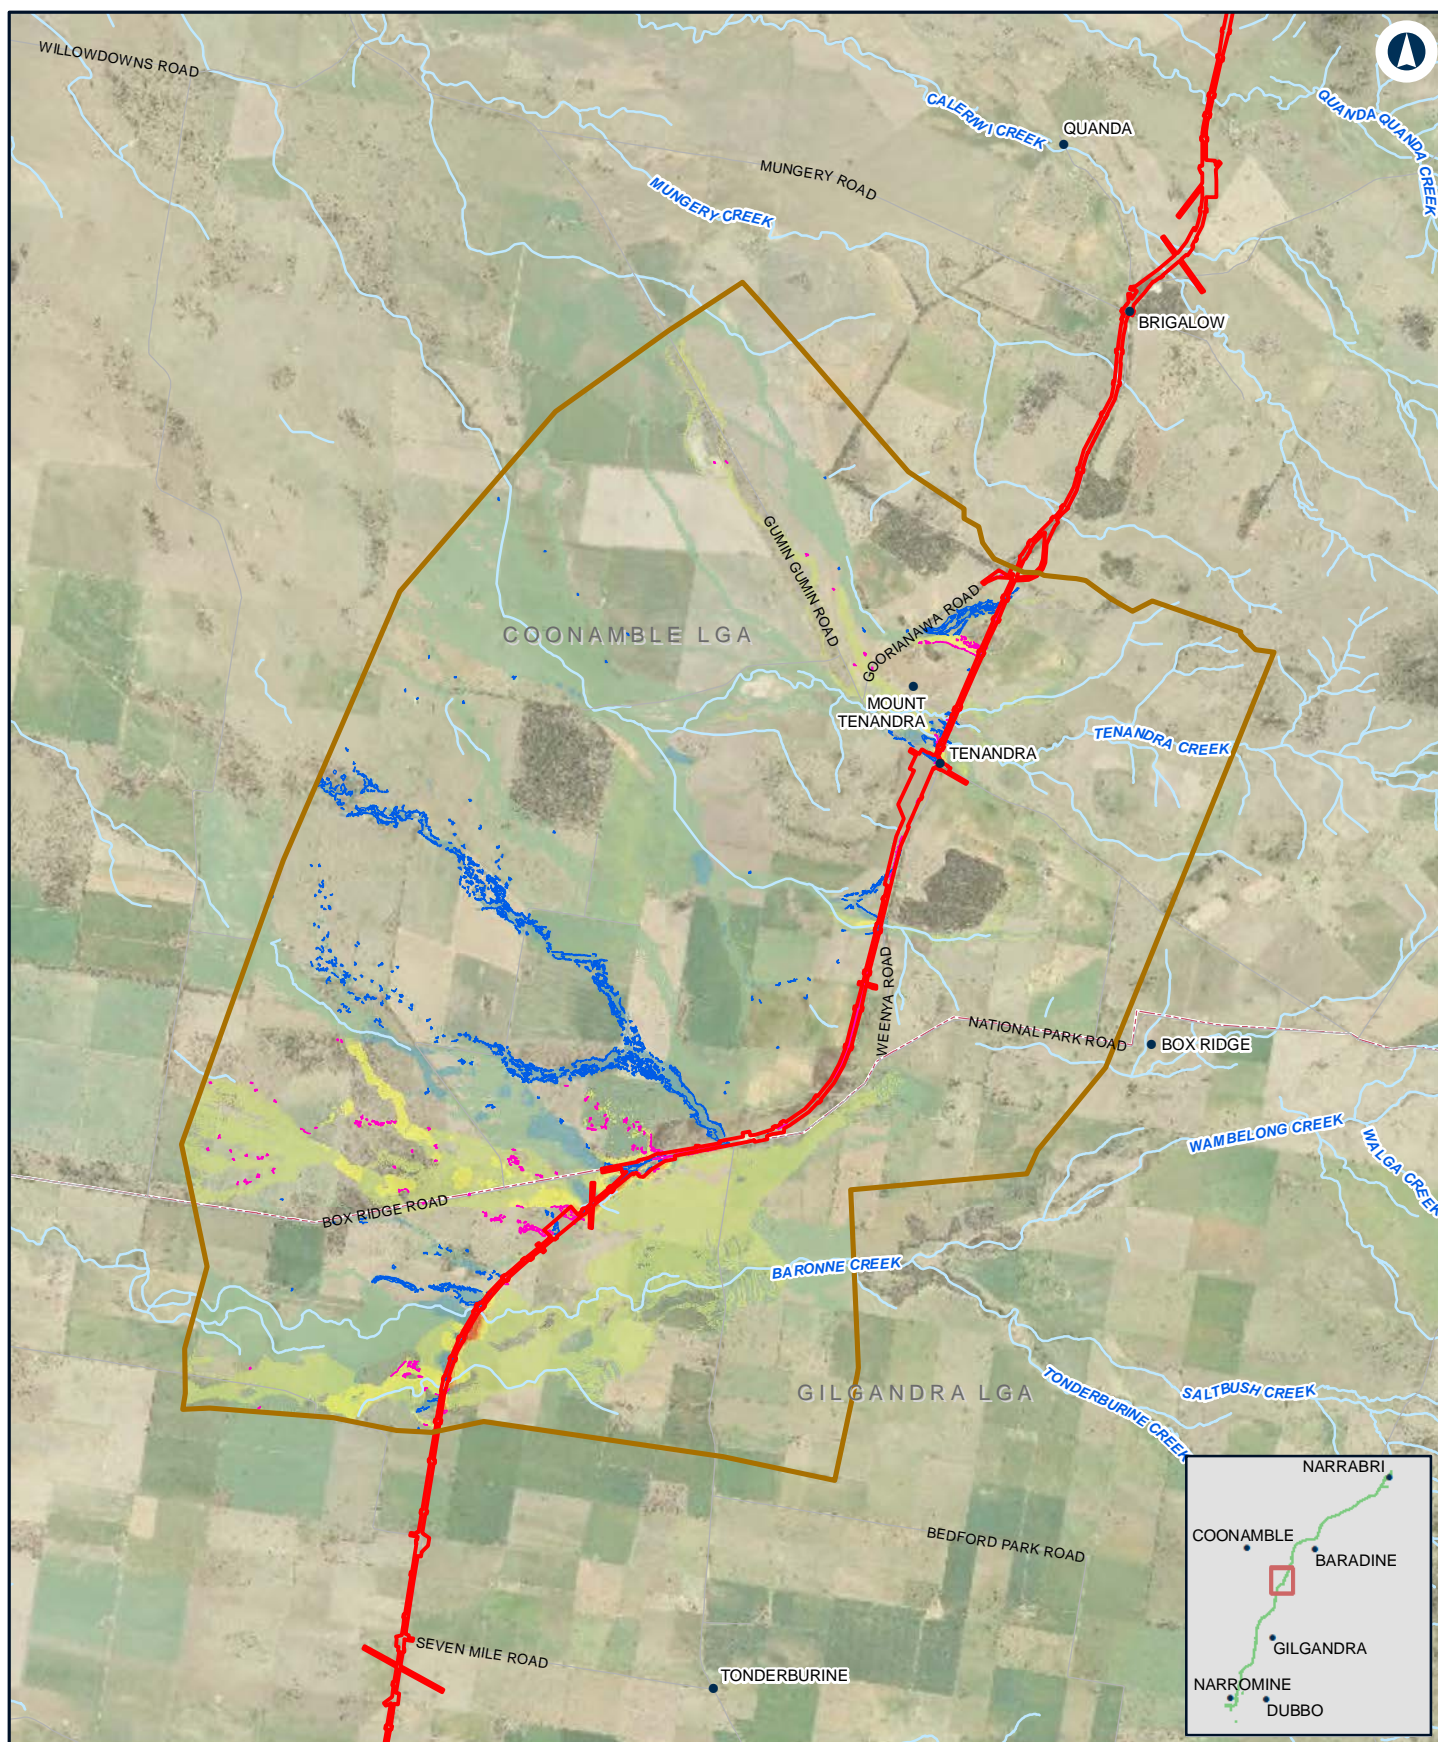 WILLOWDOWNS ROAD
CALERIWI CREEK
QUANDA
QUANDA QUANDA CREEK
MUNGERY ROAD
MUNGERY CREEK
BRIGALOW
GUMIN GUMIN ROAD
GOORIANAWA ROAD
COONAMBLE LGA
MOUNT
TENANDRA
TENANDRA CREEK
TENANDRA
WEENYA ROAD
NATIONAL PARK ROAD
BOX RIDGE
WAMBELONG CREEK
WALGA CREEK
BOX RIDGE ROAD
BARONNE CREEK
GILGANDRA LGA
TONDERBURINE CREEK
SALTBUSH CREEK
BEDFORD PARK ROAD
SEVEN MILE ROAD
TONDERBURINE
NARRABRI
COONAMBLE
BARADINE
GILGANDRA
NARROMINE
DUBBO